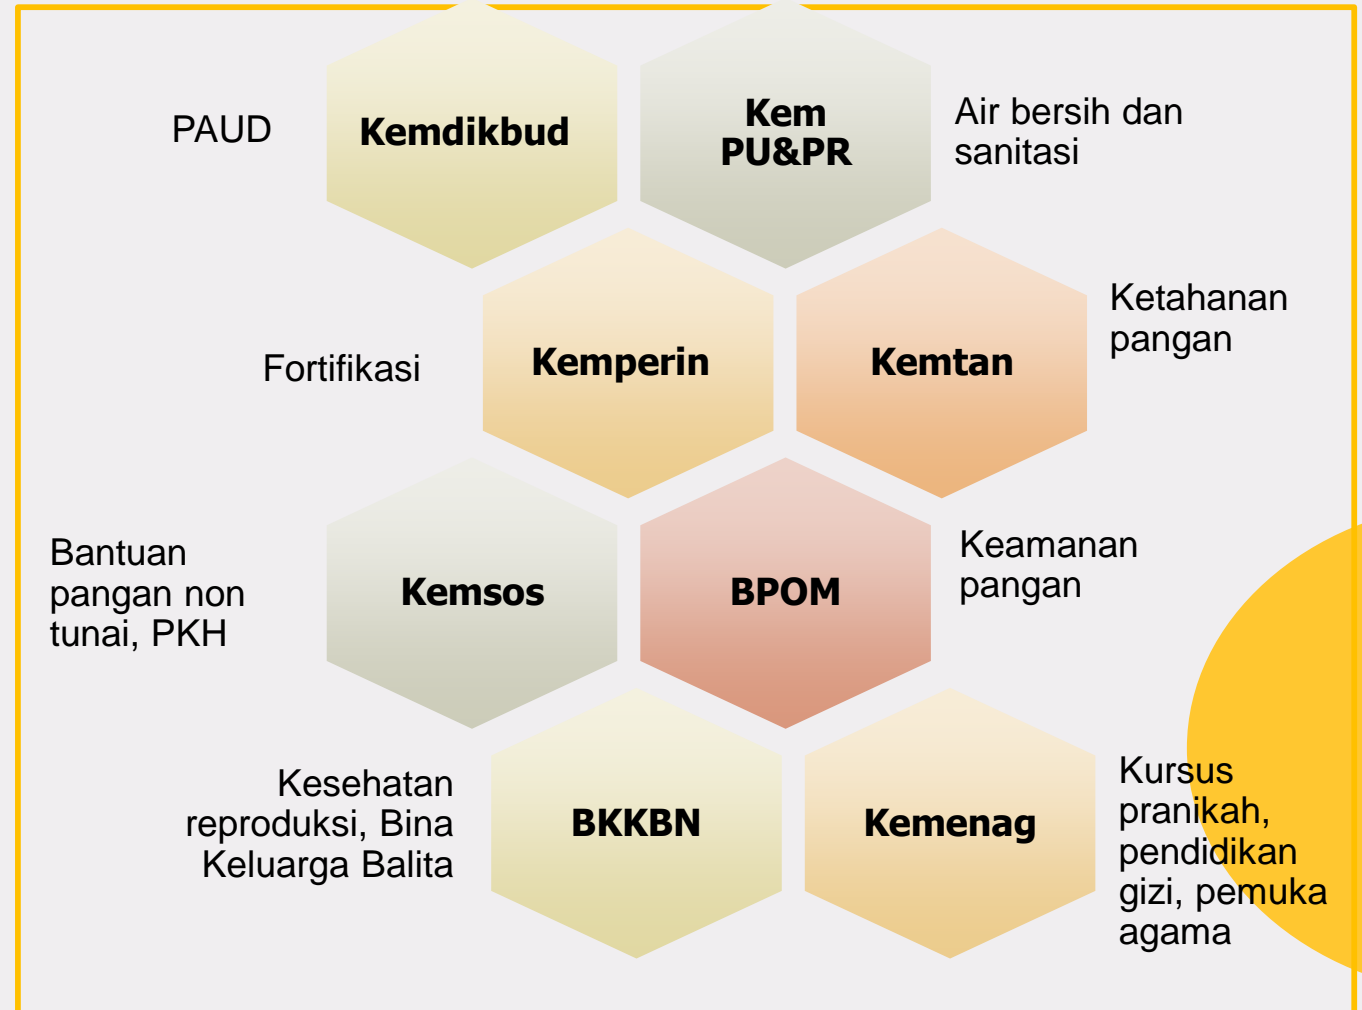 PAUD
Kemdikbud
Kem
PU&PR
Air bersih dan
sanitasi
Fortifikasi
Kemperin
Kemtan
Ketahanan
pangan
Bantuan
pangan non
tunai, PKH
Kemsos
BPOM
Keamanan
pangan
Kesehatan
reproduksi, Bina
Keluarga Balita
BKKBN
Kemenag
Kursus
pranikah,
pendidikan
gizi, pemuka
agama